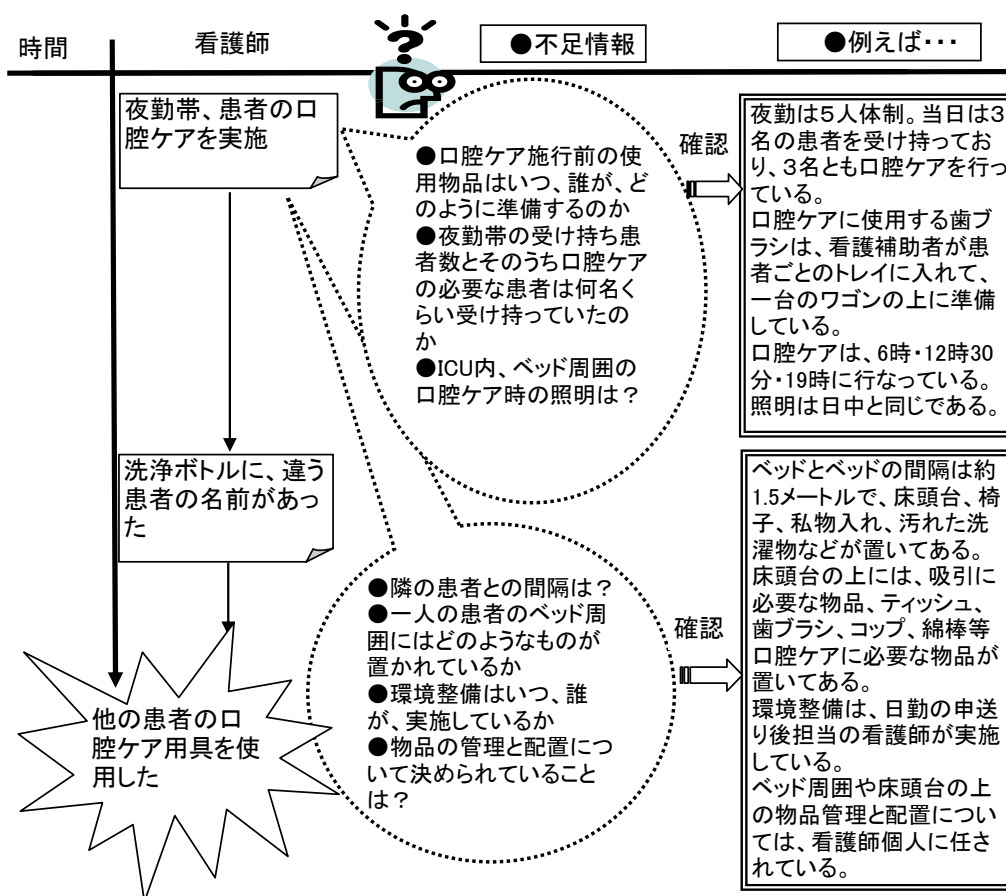 時間
看護師
?
●不足情報
●例えば・・・
夜勤帯、患者の口
腔ケアを実施
●口腔ケア施行前の使
用物品はいつ、誰が、ど
のように準備するのか
●夜勤帯の受け持ち患
者数とそのうち口腔ケア
の必要な患者は何名く
らい受け持っていたの
か
●ICU内、ベッド周囲の
口腔ケア時の照明は?
確認
夜勤は5人体制。当日は3
名の患者を受け持ってお
り、3名とも口腔ケアを行っ
ている。
口腔ケアに使用する歯ブ
ラシは、看護補助者が患
者ごとのトレイに入れて、
一台のワゴンの上に準備
している。
口腔ケアは、6時・12時30
分・19時に行なっている。
照明は日中と同じである。
洗浄ボトルに、違う
患者の名前があっ
た
他の患者の口
腔ケア用具を使
用した
●隣の患者との間隔は?
●一人の患者のベッド周
囲にはどのようなものが
置かれているか
●環境整備はいつ、誰
が、実施しているか
●物品の管理と配置につ
いて決められていること
は?
確認
ベッドとベッドの間隔は約
1.5メートルで、床頭台、椅
子、私物入れ、汚れた洗
濯物などが置いてある。
床頭台の上には、吸引に
必要な物品、ティッシュ、
歯ブラシ、コップ、綿棒等
口腔ケアに必要な物品が
置いてある。
環境整備は、日勤の申送
り後担当の看護師が実施
している。
ベッド周囲や床頭台の上
の物品管理と配置につい
ては、看護師個人に任さ
れている。